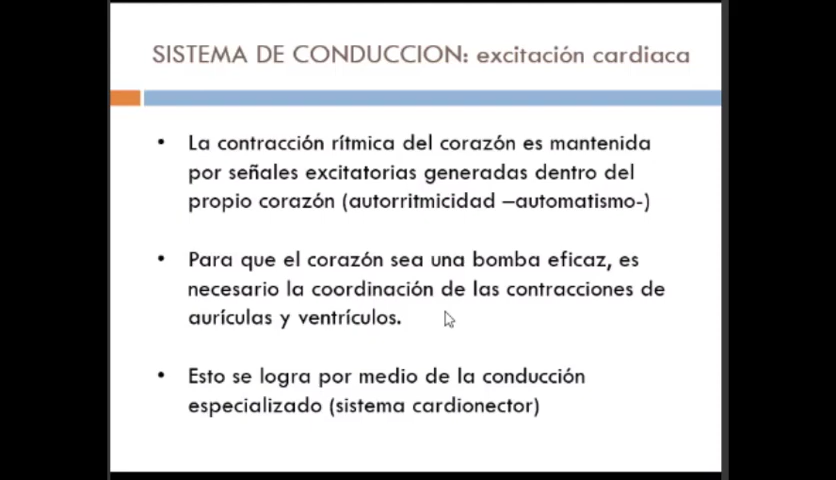 SISTEMA DE CONDUCCION: excitación cardiaca
• La contracción rítmica del corazón es mantenida
por señales excitatorias generadas dentro del
propio corazón (autorritmicidad –automatismo-)
• Para que el corazón sea una bomba eficaz, es
necesario la coordinación de las contracciones de
aurículas y ventrículos.
• Esto se logra por medio de la conducción
especializado (sistema cardionector)